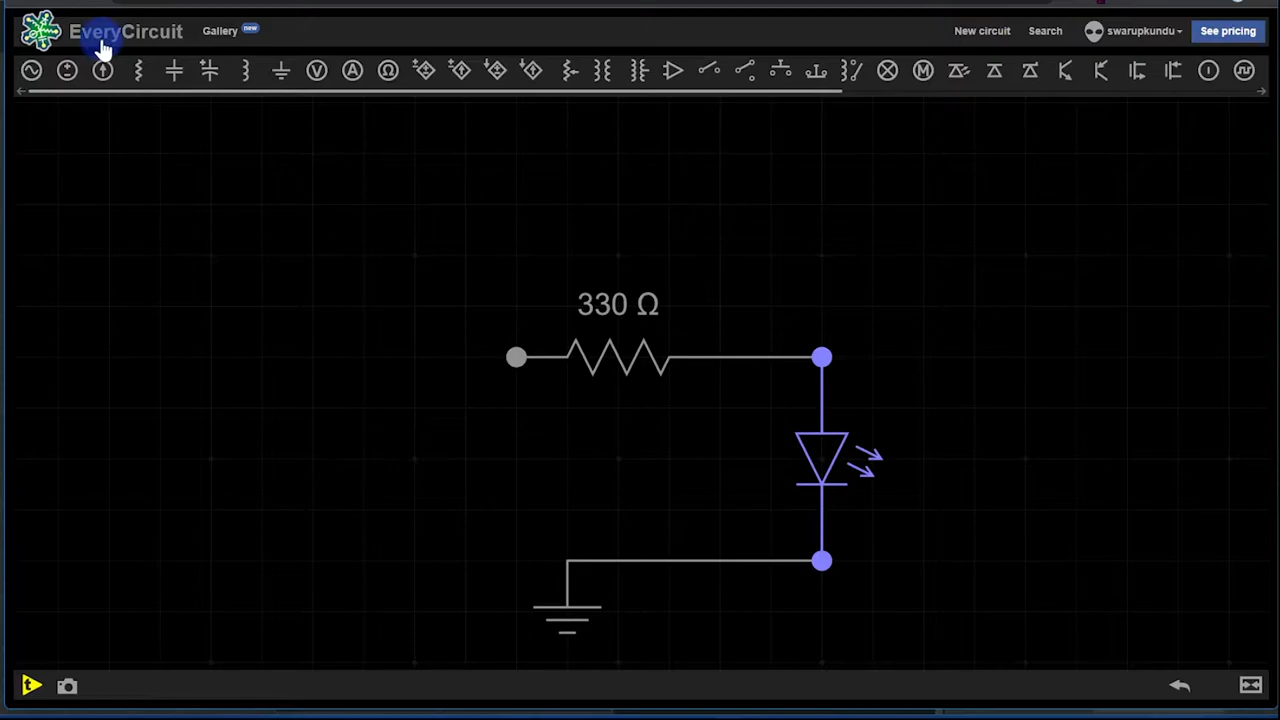 EveryCircuit
Gallery new
New circuit
Search
swarupkundu
See pricing
330 Ω
t